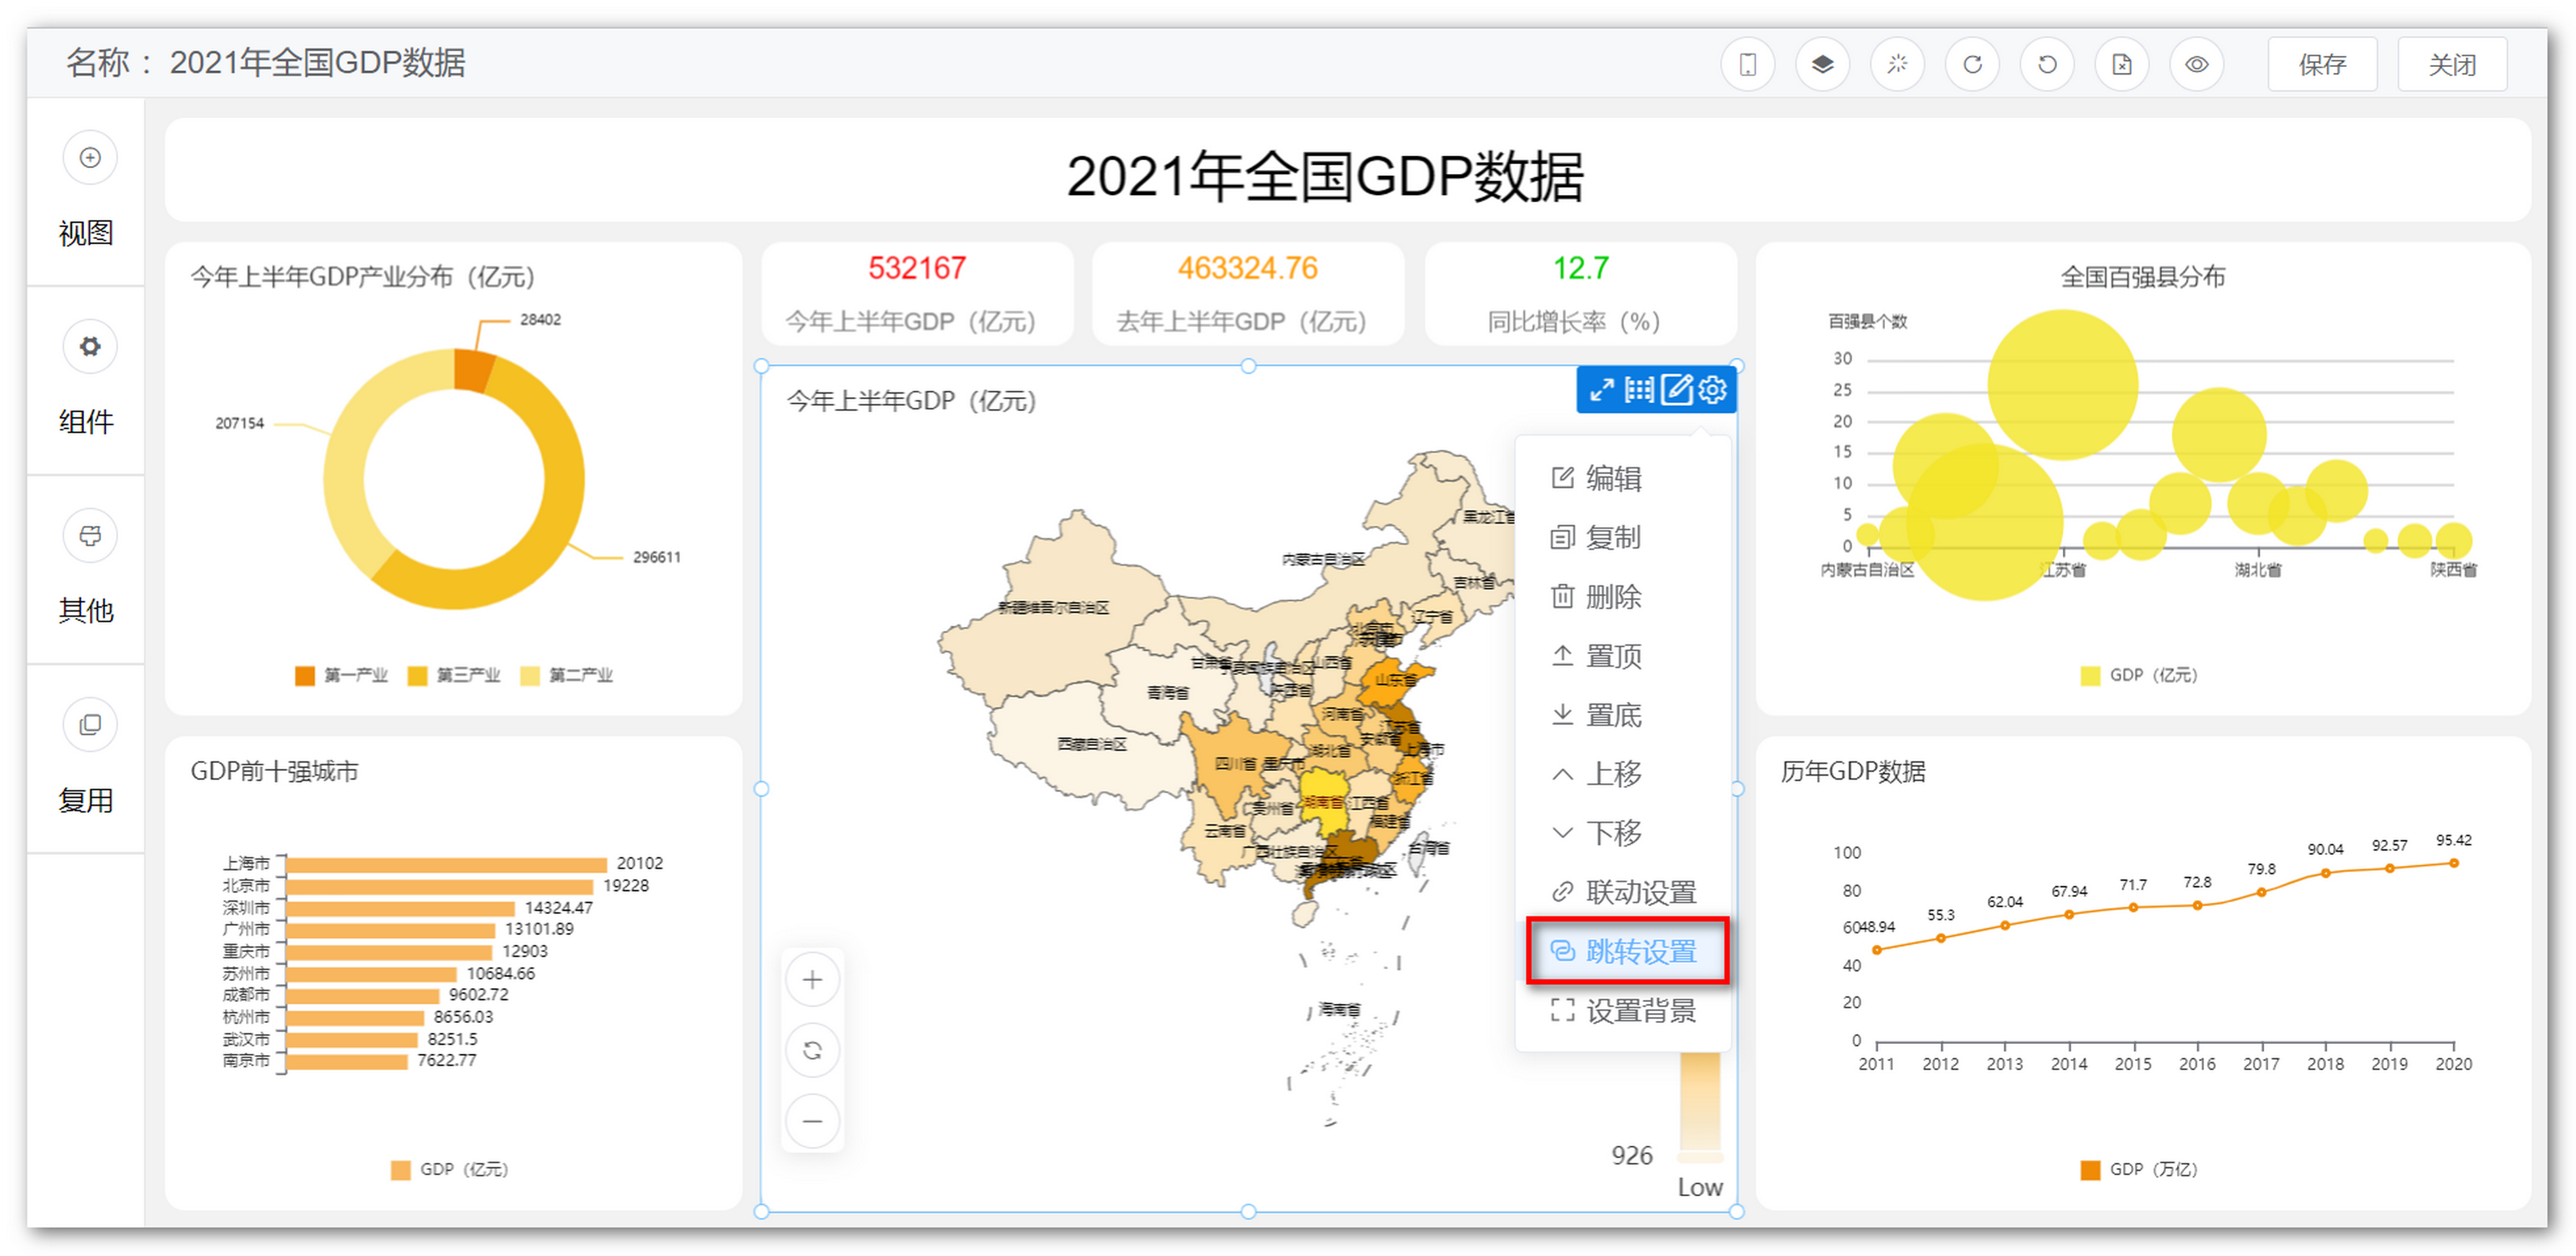 名称 : 2021年全国GDP数据
保存
关闭
视图
组件
其他
复用
2021年全国GDP数据
今年上半年GDP产业分布（亿元）
28402
207154
296611
第一产业 第三产业 第二产业
532167
今年上半年GDP（亿元）
463324.76
去年上半年GDP（亿元）
12.7
同比增长率（%）
全国百强县分布
百强县个数
30
25
20
15
10
5
0
内蒙古自治区 江苏省 湖北省 陕西省
GDP（亿元）
今年上半年GDP（亿元）
黑龙江省
内蒙古自治区
吉林省
新疆维吾尔自治区
辽宁省
北京市
甘肃省
宁夏回族自治区
山西省
山东省
青海省
陕西省
河南省
江苏省
西藏自治区
安徽省
上海市
湖北省
四川省
重庆市
浙江省
湖南省
江西省
贵州省
福建省
云南省
广西壮族自治区
台湾省
海南省
926
Low
编辑
复制
删除
置顶
置底
上移
下移
联动设置
跳转设置
设置背景
GDP前十强城市
上海市 20102
北京市 19228
深圳市 14324.47
广州市 13101.89
重庆市 12903
苏州市 10684.66
成都市 9602.72
杭州市 8656.03
武汉市 8251.5
南京市 7622.77
GDP（亿元）
历年GDP数据
100
80
60
40
20
0
48.94
55.3
62.04
67.94
71.7
72.8
79.8
90.04
92.57
95.42
2011 2012 2013 2014 2015 2016 2017 2018 2019 2020
GDP（万亿）